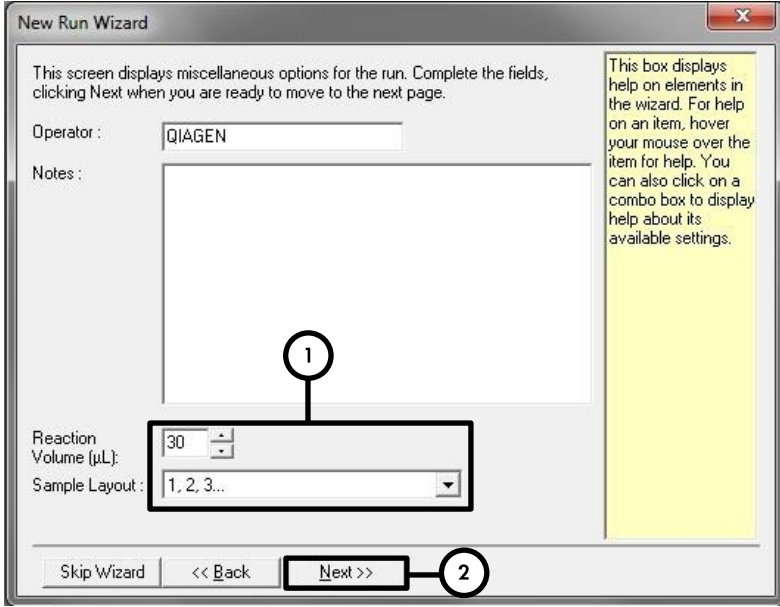 New Run Wizard
This screen displays miscellaneous options for the run. Complete the fields,
clicking Next when you are ready to move to the next page.
Operator :
QIAGEN
Notes :
1
Reaction
Volume (µL):
30
Sample Layout :
1, 2, 3...
Skip Wizard
<< Back
Next >>
2
This box displays
help on elements in
the wizard. For help
on an item, hover
your mouse over the
item for help. You
can also click on a
combo box to display
help about its
available settings.